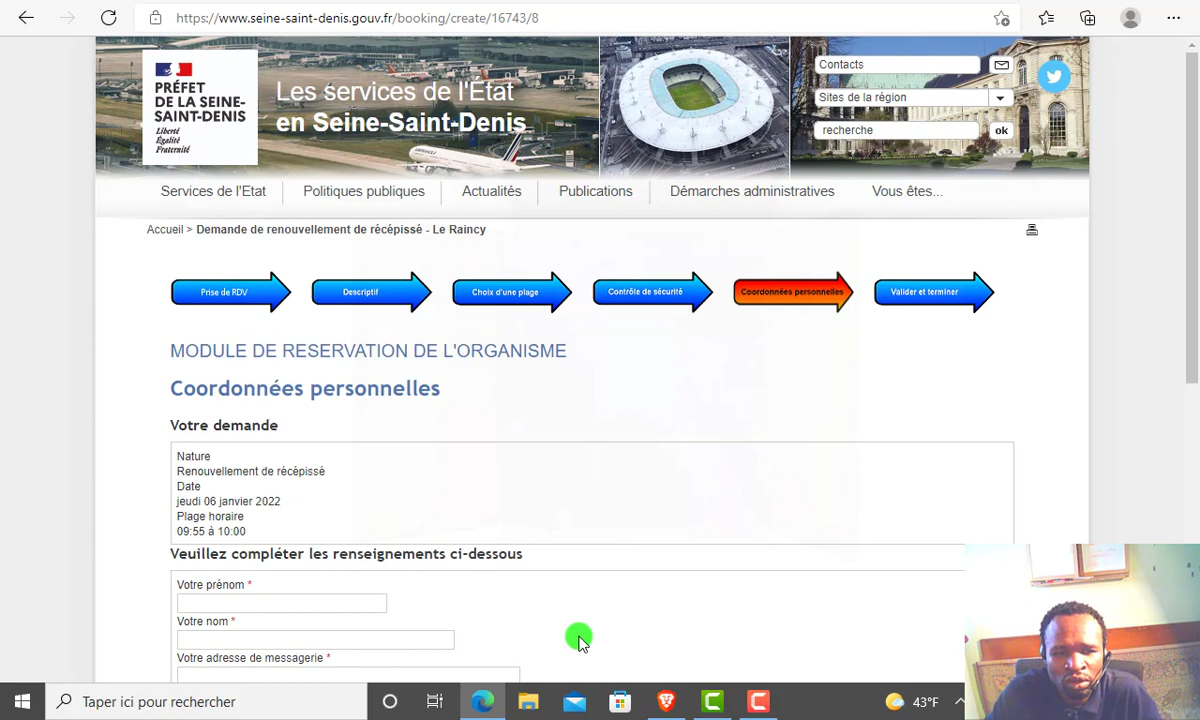 https://www.seine-saint-denis.gouv.fr/booking/create/16743/8
PRÉFET
DE LA SEINE-
SAINT-DENIS
Liberté
Égalité
Fraternité
Les services de l'État
en Seine-Saint-Denis
Contacts
Sites de la région
recherche
ok
Services de l'Etat
Politiques publiques
Actualités
Publications
Démarches administratives
Vous êtes...
Accueil > Demande de renouvellement de récépissé - Le Raincy
Prise de RDV
Descriptif
Choix d'une plage
Contrôle de sécurité
Coordonnées personnelles
Valider et terminer
MODULE DE RESERVATION DE L'ORGANISME
Coordonnées personnelles
Votre demande
Nature
Renouvellement de récépissé
Date
jeudi 06 janvier 2022
Plage horaire
09:55 à 10:00
Veuillez compléter les renseignements ci-dessous
Votre prénom *
Votre nom *
Votre adresse de messagerie *
Taper ici pour rechercher
43°F